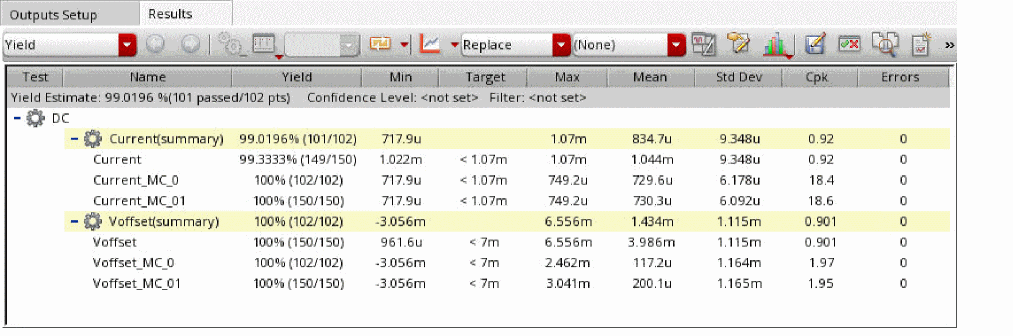 Outputs Setup Results
Yield Replace (None) »
Test Name Yield Min Target Max Mean Std Dev Cpk Errors
Yield Estimate: 99.0196 %(101 passed/102 pts) Confidence Level: <not set> Filter: <not set>
DC
Current(summary) 99.0196% (101/102) 717.9u 1.07m 834.7u 9.348u 0.92 0
Current 99.3333% (149/150) 1.022m < 1.07m 1.07m 1.044m 9.348u 0.92 0
Current_MC_0 100% (102/102) 717.9u < 1.07m 749.2u 729.6u 6.178u 18.4 0
Current_MC_01 100% (150/150) 717.9u < 1.07m 749.2u 730.3u 6.092u 18.6 0
Voffset(summary) 100% (102/102) -3.056m 6.556m 1.434m 1.115m 0.901 0
Voffset 100% (150/150) 961.6u < 7m 6.556m 3.986m 1.115m 0.901 0
Voffset_MC_0 100% (102/102) -3.056m < 7m 2.462m 117.2u 1.164m 1.97 0
Voffset_MC_01 100% (150/150) -3.056m < 7m 3.041m 200.1u 1.165m 1.95 0